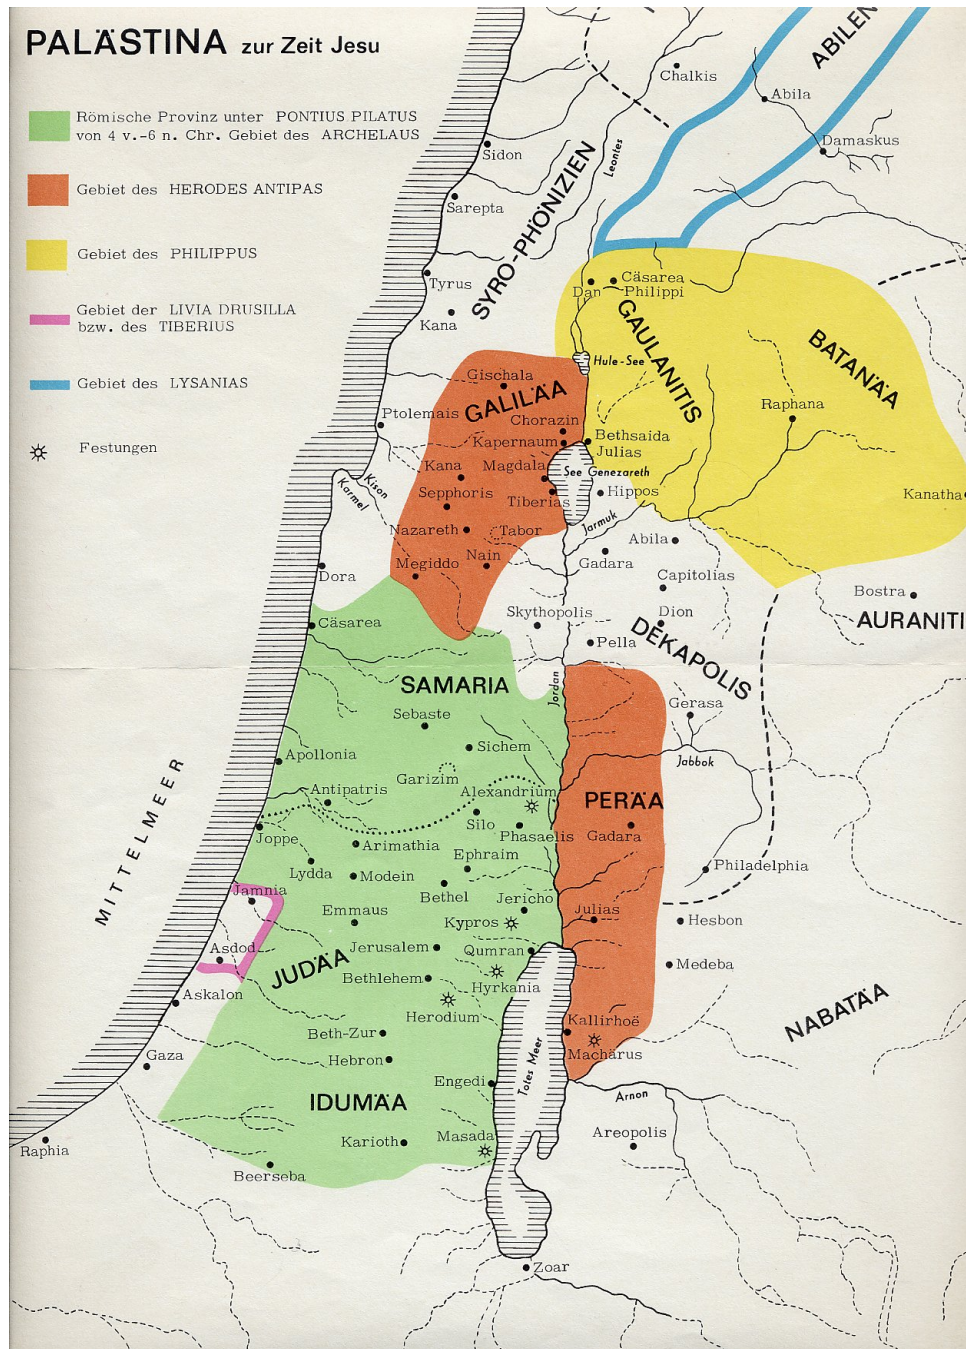 PALÄSTINA zur Zeit Jesu
Römische Provinz unter PONTIUS PILATUS
von 4 v.-6 n. Chr. Gebiet des ARCHELAUS
Gebiet des HERODES ANTIPAS
Gebiet des PHILIPPUS
Gebiet der LIVIA DRUSILLA
bzw. des TIBERIUS
Gebiet des LYSANIAS
Festungen
ABILEN
Chalkis
Abila
Damaskus
Sidon
Leontes
Sarepta
SYRO-PHÖNIZIEN
Tyrus
Kana
Dan
Cäsarea
Philippi
GAULANITIS
BATANÄA
Hule-See
Gischala
GALILÄA
Ptolemais
Chorazin
Kapernaum
Bethsaida
Julias
Raphana
Kana
Magdala
See Genezareth
Sepphoris
Tiberias
Hippos
Kanatha
Kison
Karmel
Nazareth
Tabor
Jarmuk
Abila
Nain
Gadara
Megiddo
Dora
Capitolias
Bostra
Skythopolis
Dion
AURANITI
Cäsarea
Pella
DEKAPOLIS
SAMARIA
Jordan
Sebaste
Gerasa
Sichem
Apollonia
Jabbok
Garizim
Alexandrium
Antipatris
PERÄA
Silo
Phasaelis
Gadara
Joppe
Arimathia
Ephraim
Lydda
Modein
Philadelphia
MITTELMEER
Jamnia
Bethel
Jericho
Emmaus
Kypros
Julias
Hesbon
Asdod
Jerusalem
Qumran
JUDÄA
Bethlehem
Hyrkania
Medeba
Askalon
Herodium
NABATÄA
Beth-Zur
Kallirhoë
Gaza
Hebron
Machärus
Totes Meer
Engedi
Arnon
IDUMÄA
Karioth
Masada
Areopolis
Raphia
Beerseba
Zoar